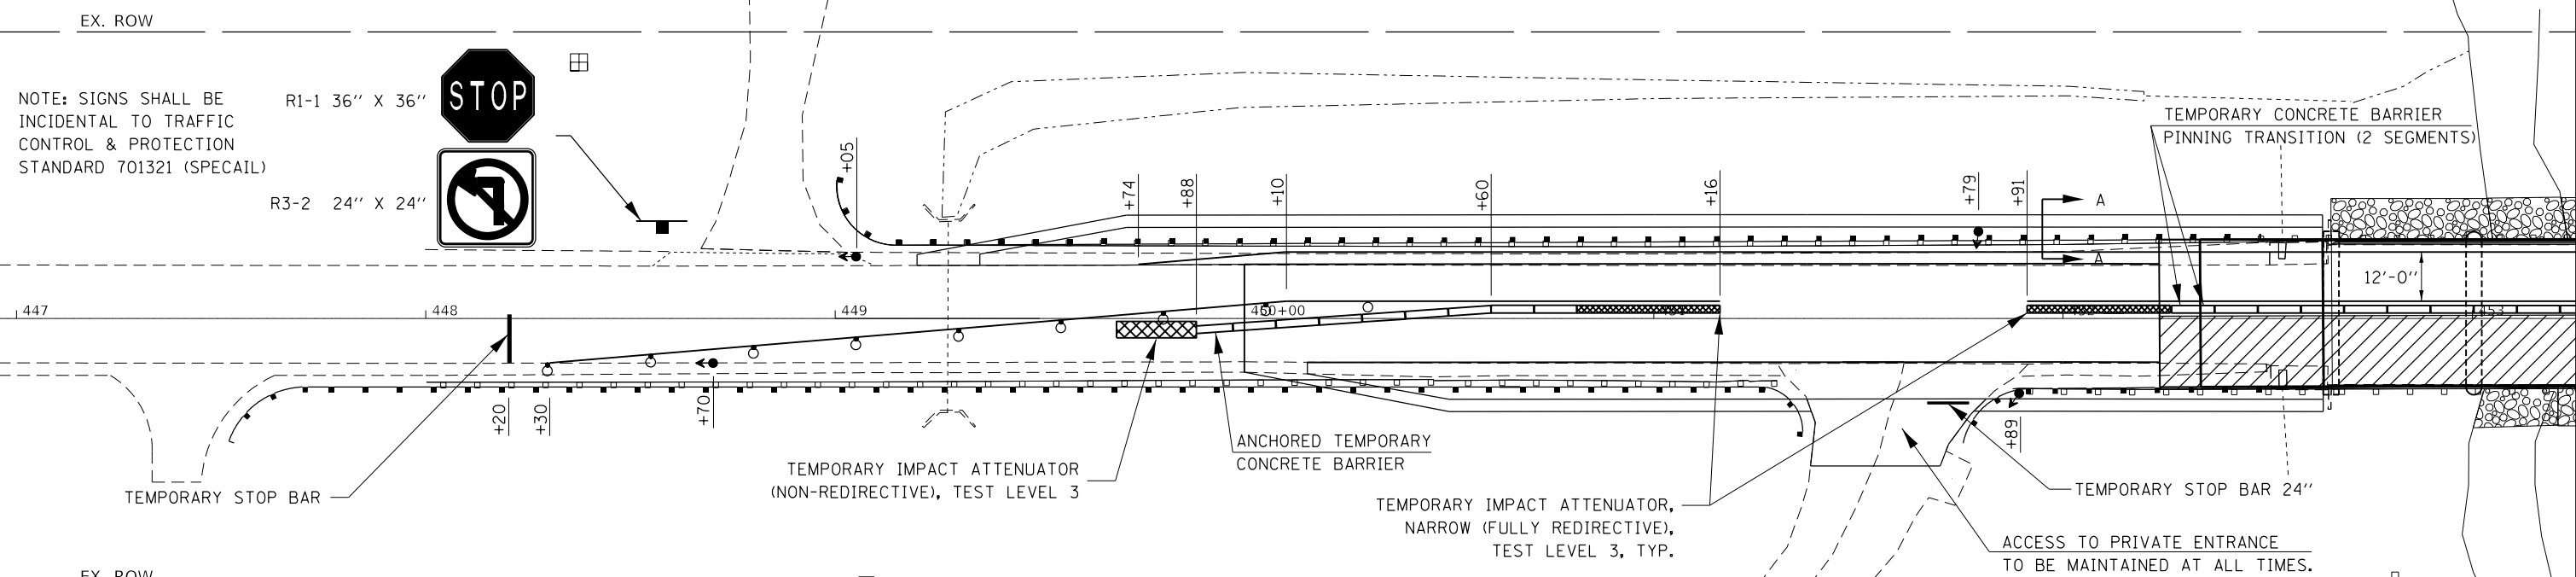 EX. ROW
NOTE: SIGNS SHALL BE
INCIDENTAL TO TRAFFIC
CONTROL & PROTECTION
STANDARD 701321 (SPECAIL)
R1-1 36'' X 36''
STOP
R3-2 24'' X 24''
+05
+74
+88
+10
+60
+16
+79
+91
A
A
TEMPORARY CONCRETE BARRIER
PINNING TRANSITION (2 SEGMENTS)
12'-0''
447
448
449
450+00
451
452
453
+20
+30
+70
+89
TEMPORARY STOP BAR
TEMPORARY IMPACT ATTENUATOR
(NON-REDIRECTIVE), TEST LEVEL 3
ANCHORED TEMPORARY
CONCRETE BARRIER
TEMPORARY IMPACT ATTENUATOR,
NARROW (FULLY REDIRECTIVE),
TEST LEVEL 3, TYP.
TEMPORARY STOP BAR 24''
ACCESS TO PRIVATE ENTRANCE
TO BE MAINTAINED AT ALL TIMES.
EX. ROW